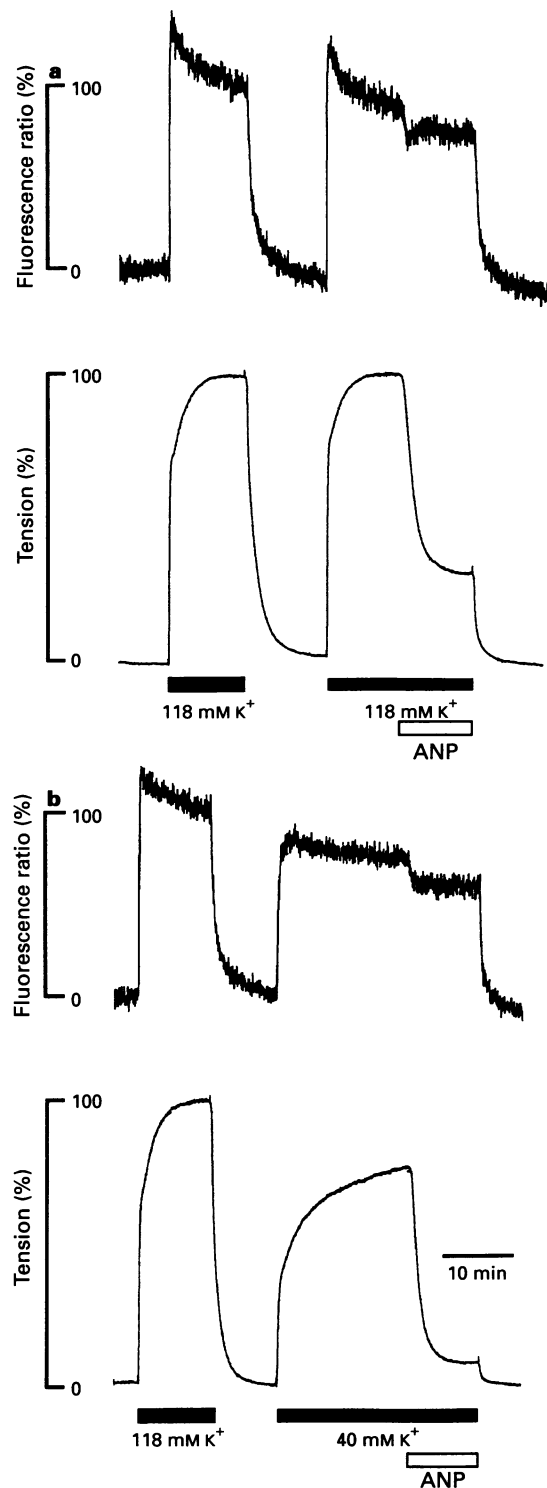 a
100
Fluorescence ratio (%)
0
100
Tension (%)
0
118 mM K⁺
118 mM K⁺
ANP
b
100
Fluorescence ratio (%)
0
100
Tension (%)
10 min
0
118 mM K⁺
40 mM K⁺
ANP